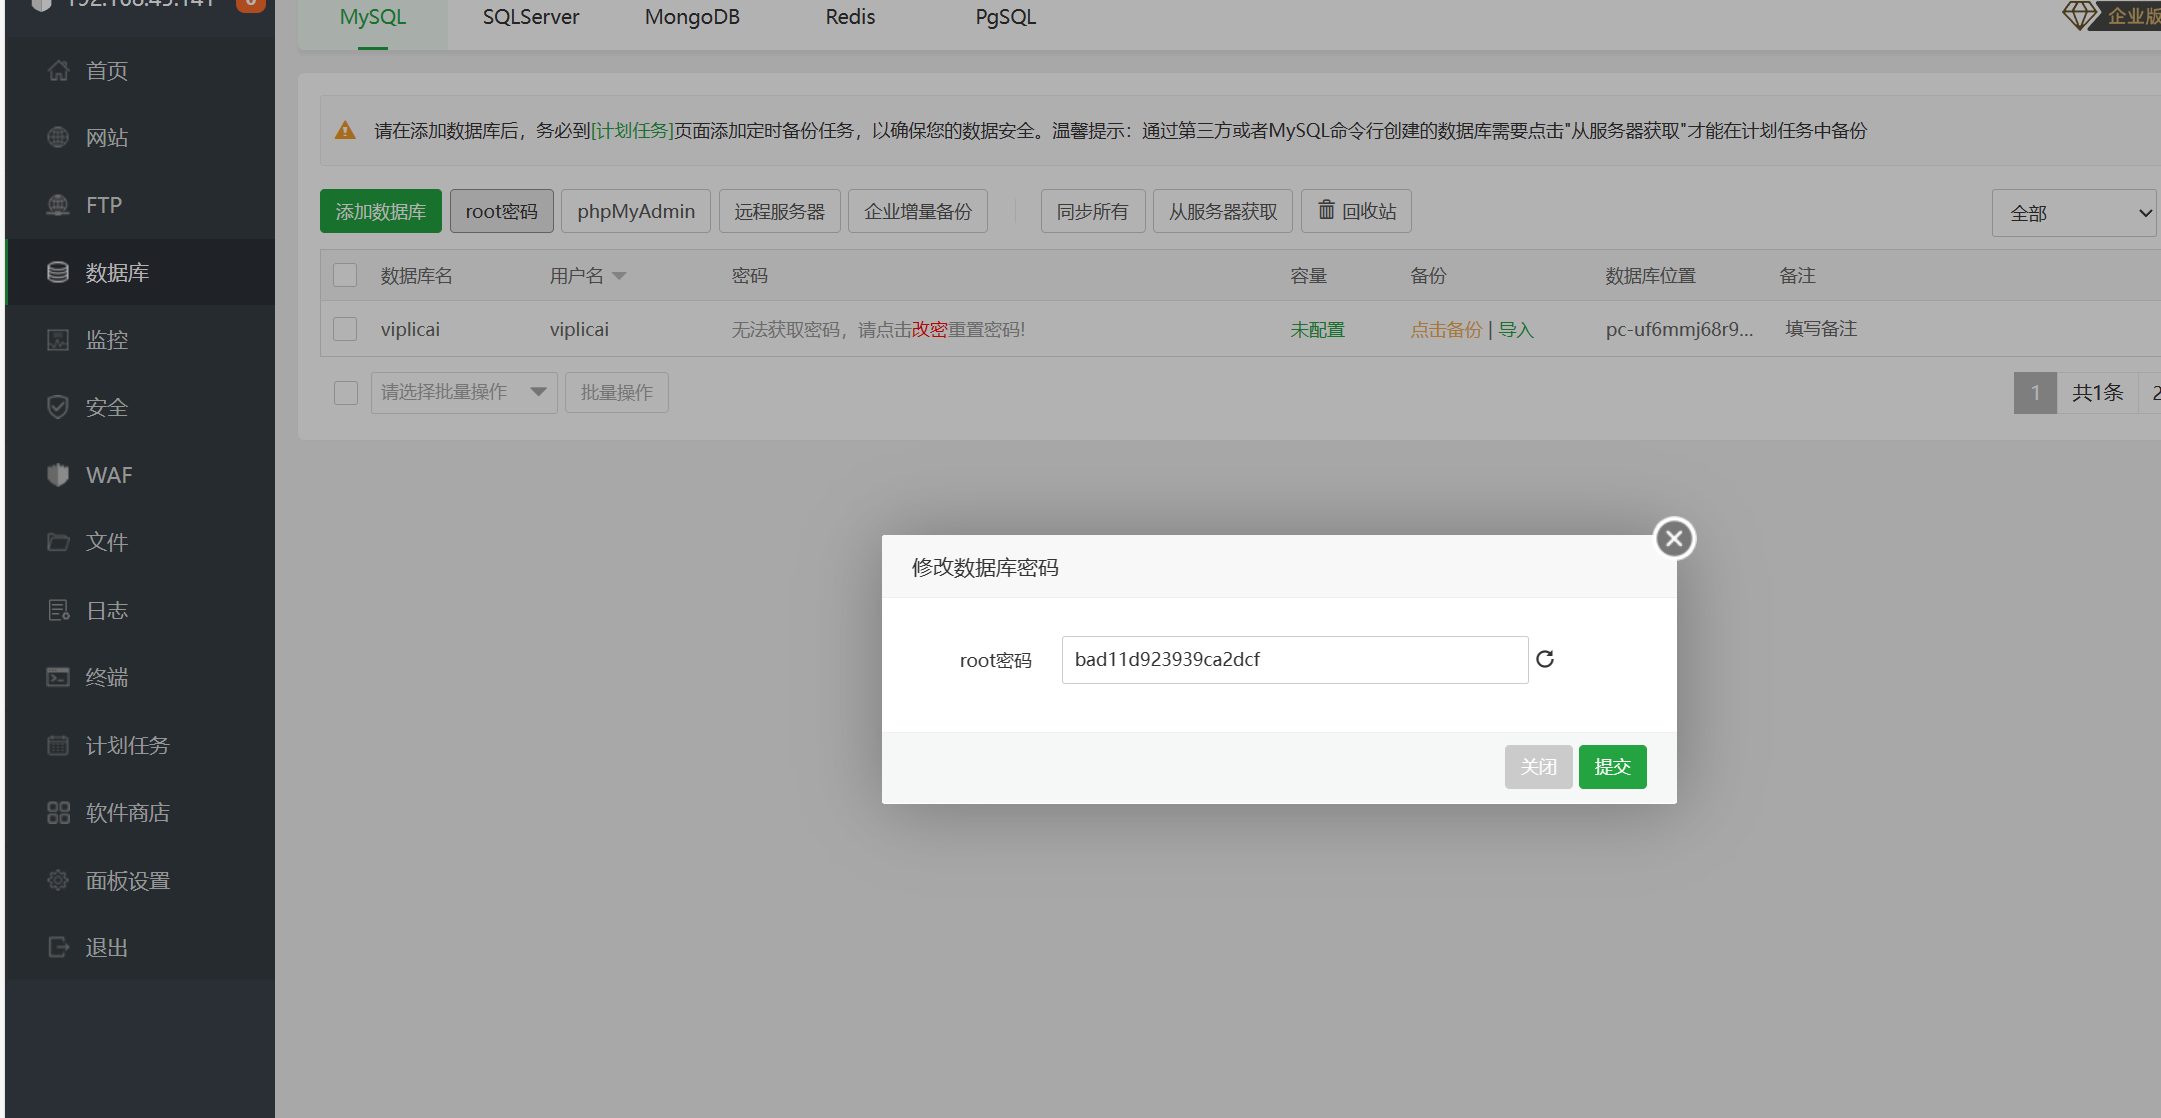 MySQL SQLServer MongoDB Redis PgSQL
首页
网站
FTP
数据库
监控
安全
WAF
文件
日志
终端
计划任务
软件商店
面板设置
退出
请在添加数据库后，务必到[计划任务]页面添加定时备份任务，以确保您的数据安全。温馨提示：通过第三方或者MySQL命令行创建的数据库需要点击"从服务器获取"才能在计划任务中备份
添加数据库 root密码 phpMyAdmin 远程服务器 企业增量备份 同步所有 从服务器获取 回收站 全部
数据库名 用户名 密码 容量 备份 数据库位置 备注
viplicai viplicai 无法获取密码，请点击改密重置密码! 未配置 点击备份 | 导入 pc-uf6mmj68r9... 填写备注
请选择批量操作 批量操作 1 共1条
修改数据库密码
root密码 bad11d923939ca2dcf
关闭 提交